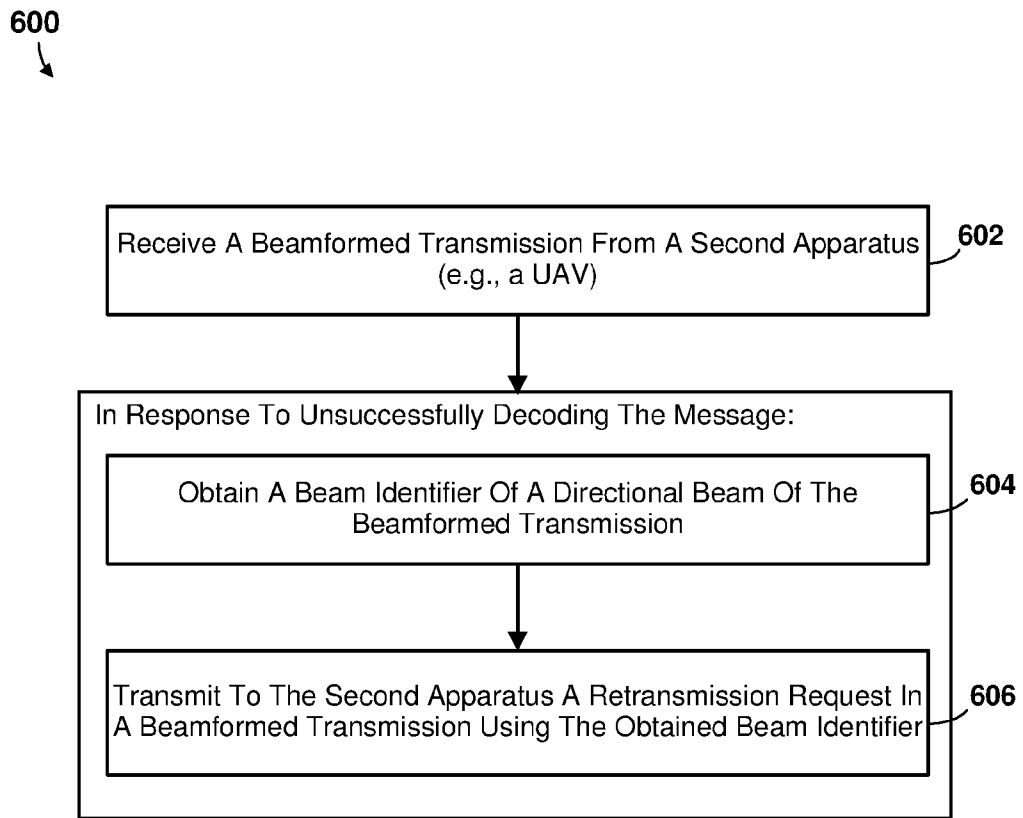 600
Receive A Beamformed Transmission From A Second Apparatus
(e.g., a UAV)
602
In Response To Unsuccessfully Decoding The Message:
Obtain A Beam Identifier Of A Directional Beam Of The
Beamformed Transmission
604
Transmit To The Second Apparatus A Retransmission Request In
A Beamformed Transmission Using The Obtained Beam Identifier
606